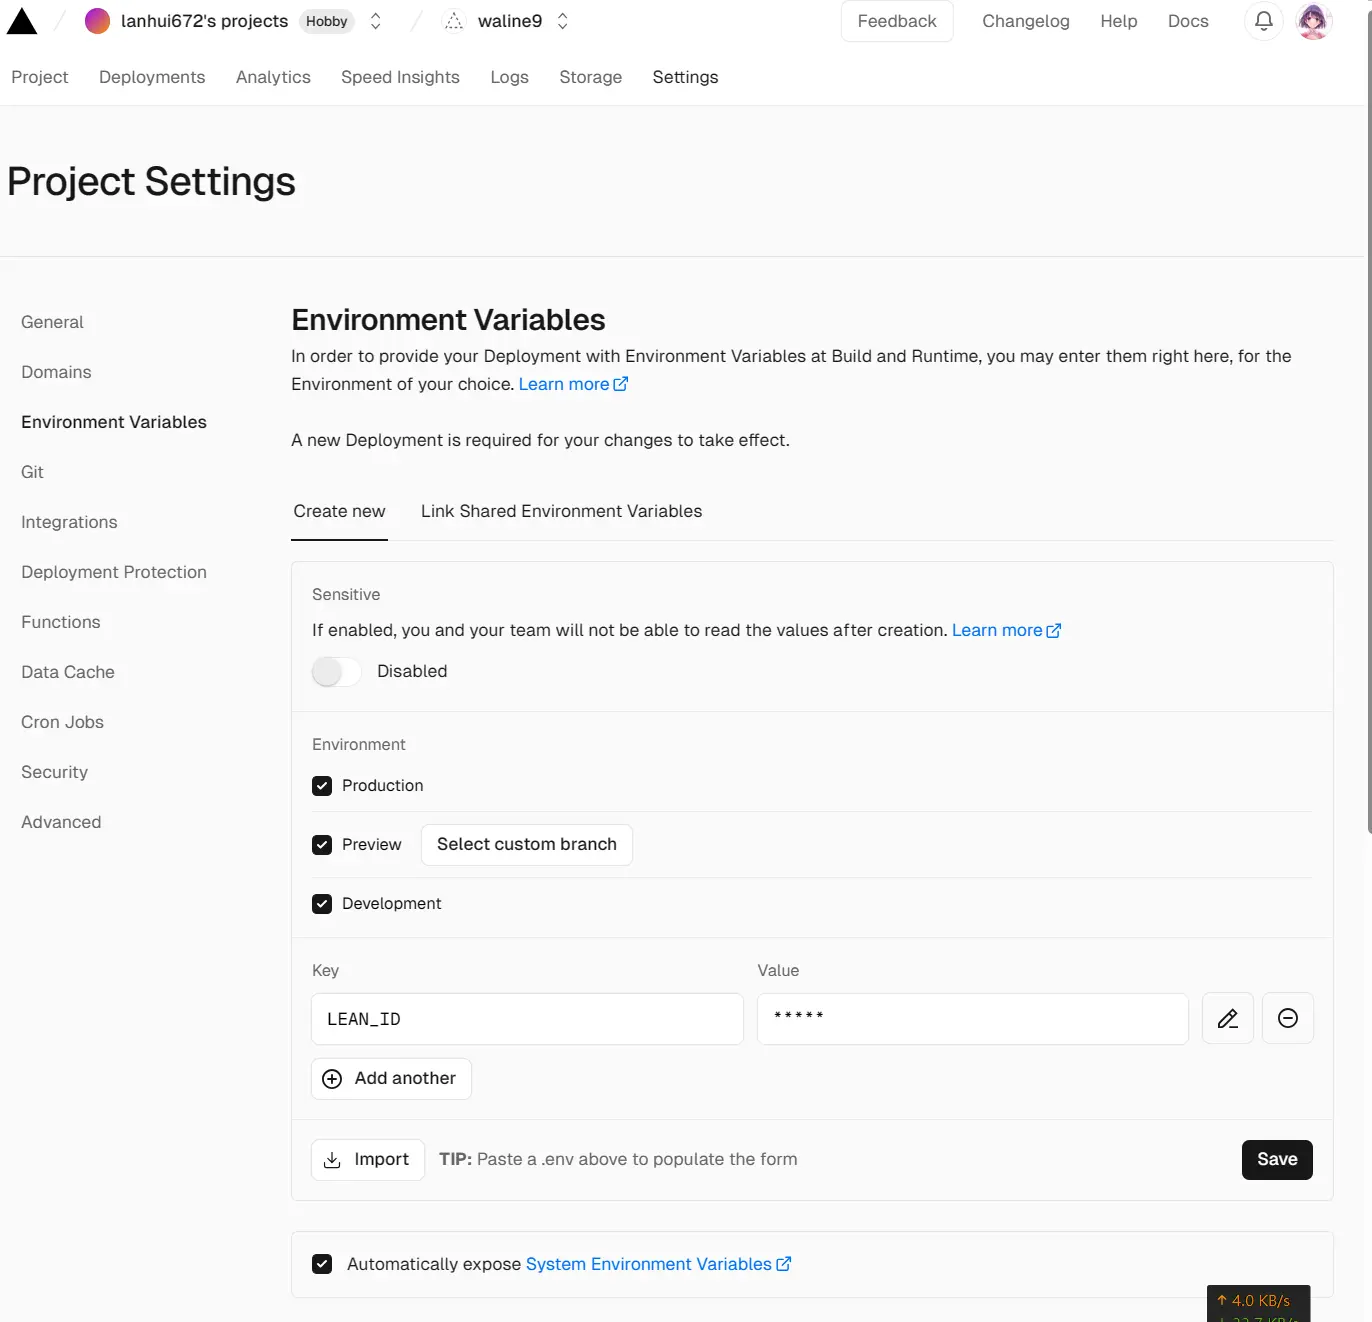 lanhui672's projects Hobby waline9 Feedback Changelog Help Docs
Project Deployments Analytics Speed Insights Logs Storage Settings
Project Settings
General
Domains
Environment Variables
Git
Integrations
Deployment Protection
Functions
Data Cache
Cron Jobs
Security
Advanced
Environment Variables
In order to provide your Deployment with Environment Variables at Build and Runtime, you may enter them right here, for the
Environment of your choice. Learn more
A new Deployment is required for your changes to take effect.
Create new Link Shared Environment Variables
Sensitive
If enabled, you and your team will not be able to read the values after creation. Learn more
Disabled
Environment
Production
Preview Select custom branch
Development
Key Value
LEAN_ID *****
Add another
Import TIP: Paste a .env above to populate the form Save
Automatically expose System Environment Variables
↑ 4.0 KB/s